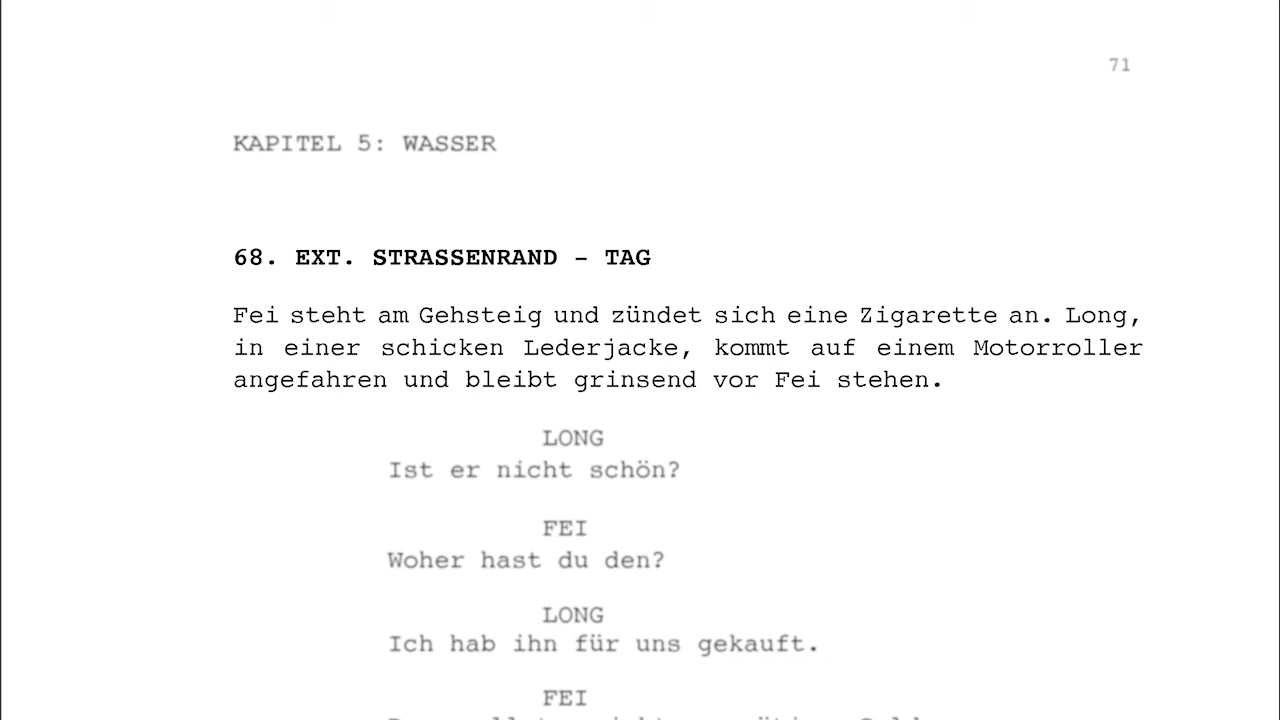 71
KAPITEL 5: WASSER
68. EXT. STRASSENRAND – TAG
Fei steht am Gehsteig und zündet sich eine Zigarette an. Long,
in einer schicken Lederjacke, kommt auf einem Motorroller
angefahren und bleibt grinsend vor Fei stehen.
LONG
Ist er nicht schön?
FEI
Woher hast du den?
LONG
Ich hab ihn für uns gekauft.
FEI